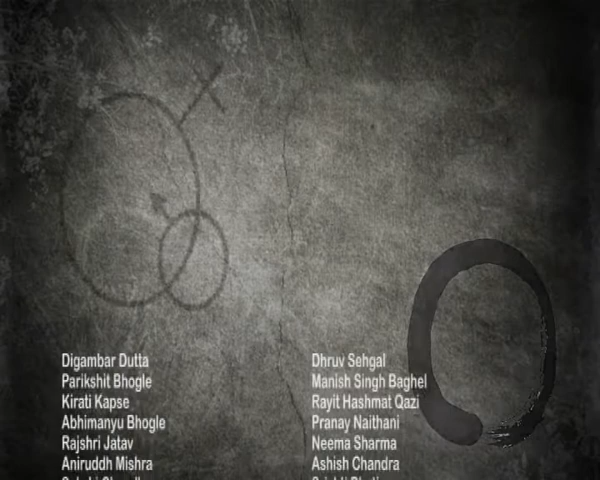 Digambar Dutta
Parikshit Bhogle
Kirati Kapse
Abhimanyu Bhogle
Rajshri Jatav
Aniruddh Mishra
Dhruv Sehgal
Manish Singh Baghel
Rayit Hashmat Qazi
Pranay Naithani
Neema Sharma
Ashish Chandra